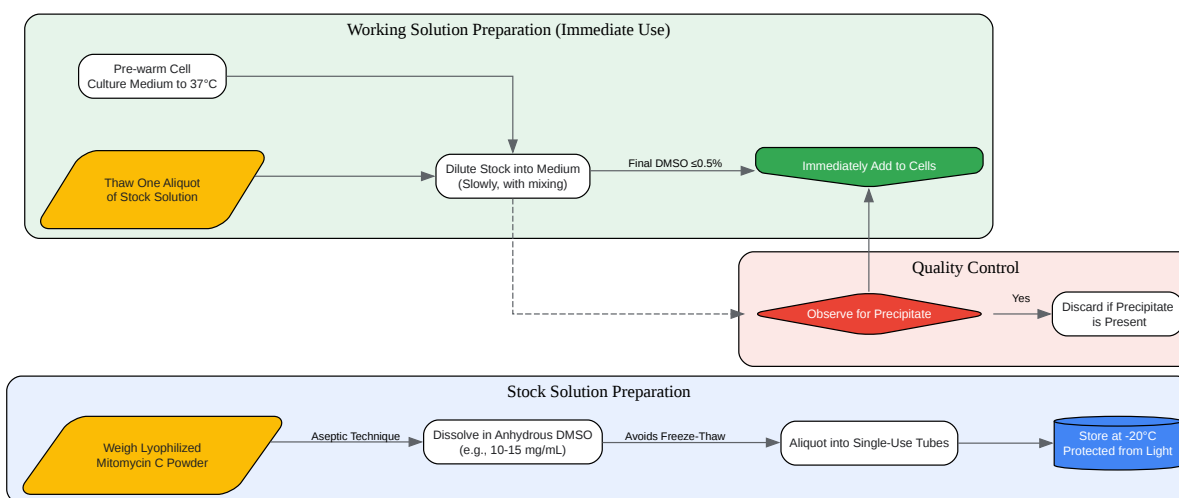 Working Solution Preparation (Immediate Use)
Pre-warm Cell
Culture Medium to 37°C
Thaw One Aliquot
of Stock Solution
Dilute Stock into Medium
(Slowly, with mixing)
Final DMSO ≤0.5%
Immediately Add to Cells
Quality Control
Observe for Precipitate
Yes
Discard if Precipitate
is Present
Stock Solution Preparation
Weigh Lyophilized
Mitomycin C Powder
Aseptic Technique
Dissolve in Anhydrous DMSO
(e.g., 10-15 mg/mL)
Avoids Freeze-Thaw
Aliquot into Single-Use Tubes
Store at -20°C
Protected from Light